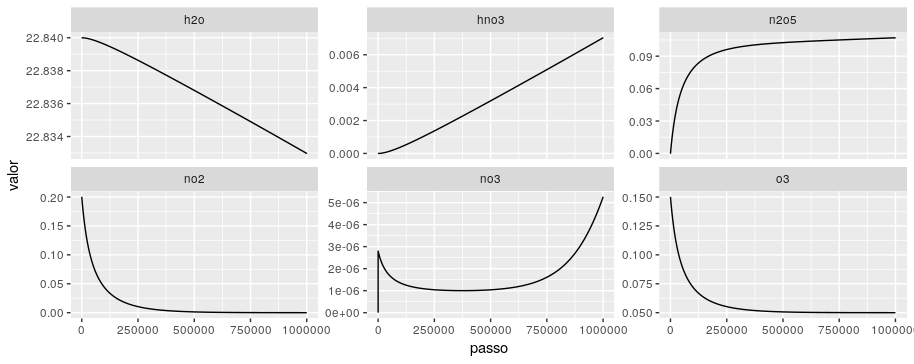 h2o
hno3
n2o5
22.840
22.838
22.836
22.834
0.006
0.004
0.002
0.000
0.09
0.06
0.03
0.00
valor
no2
no3
o3
0.20
0.15
0.10
0.05
0.00
5e-06
4e-06
3e-06
2e-06
1e-06
0e+00
0.150
0.125
0.100
0.075
0.050
0 250000 500000 750000 1000000
0 250000 500000 750000 1000000
0 250000 500000 750000 1000000
passo